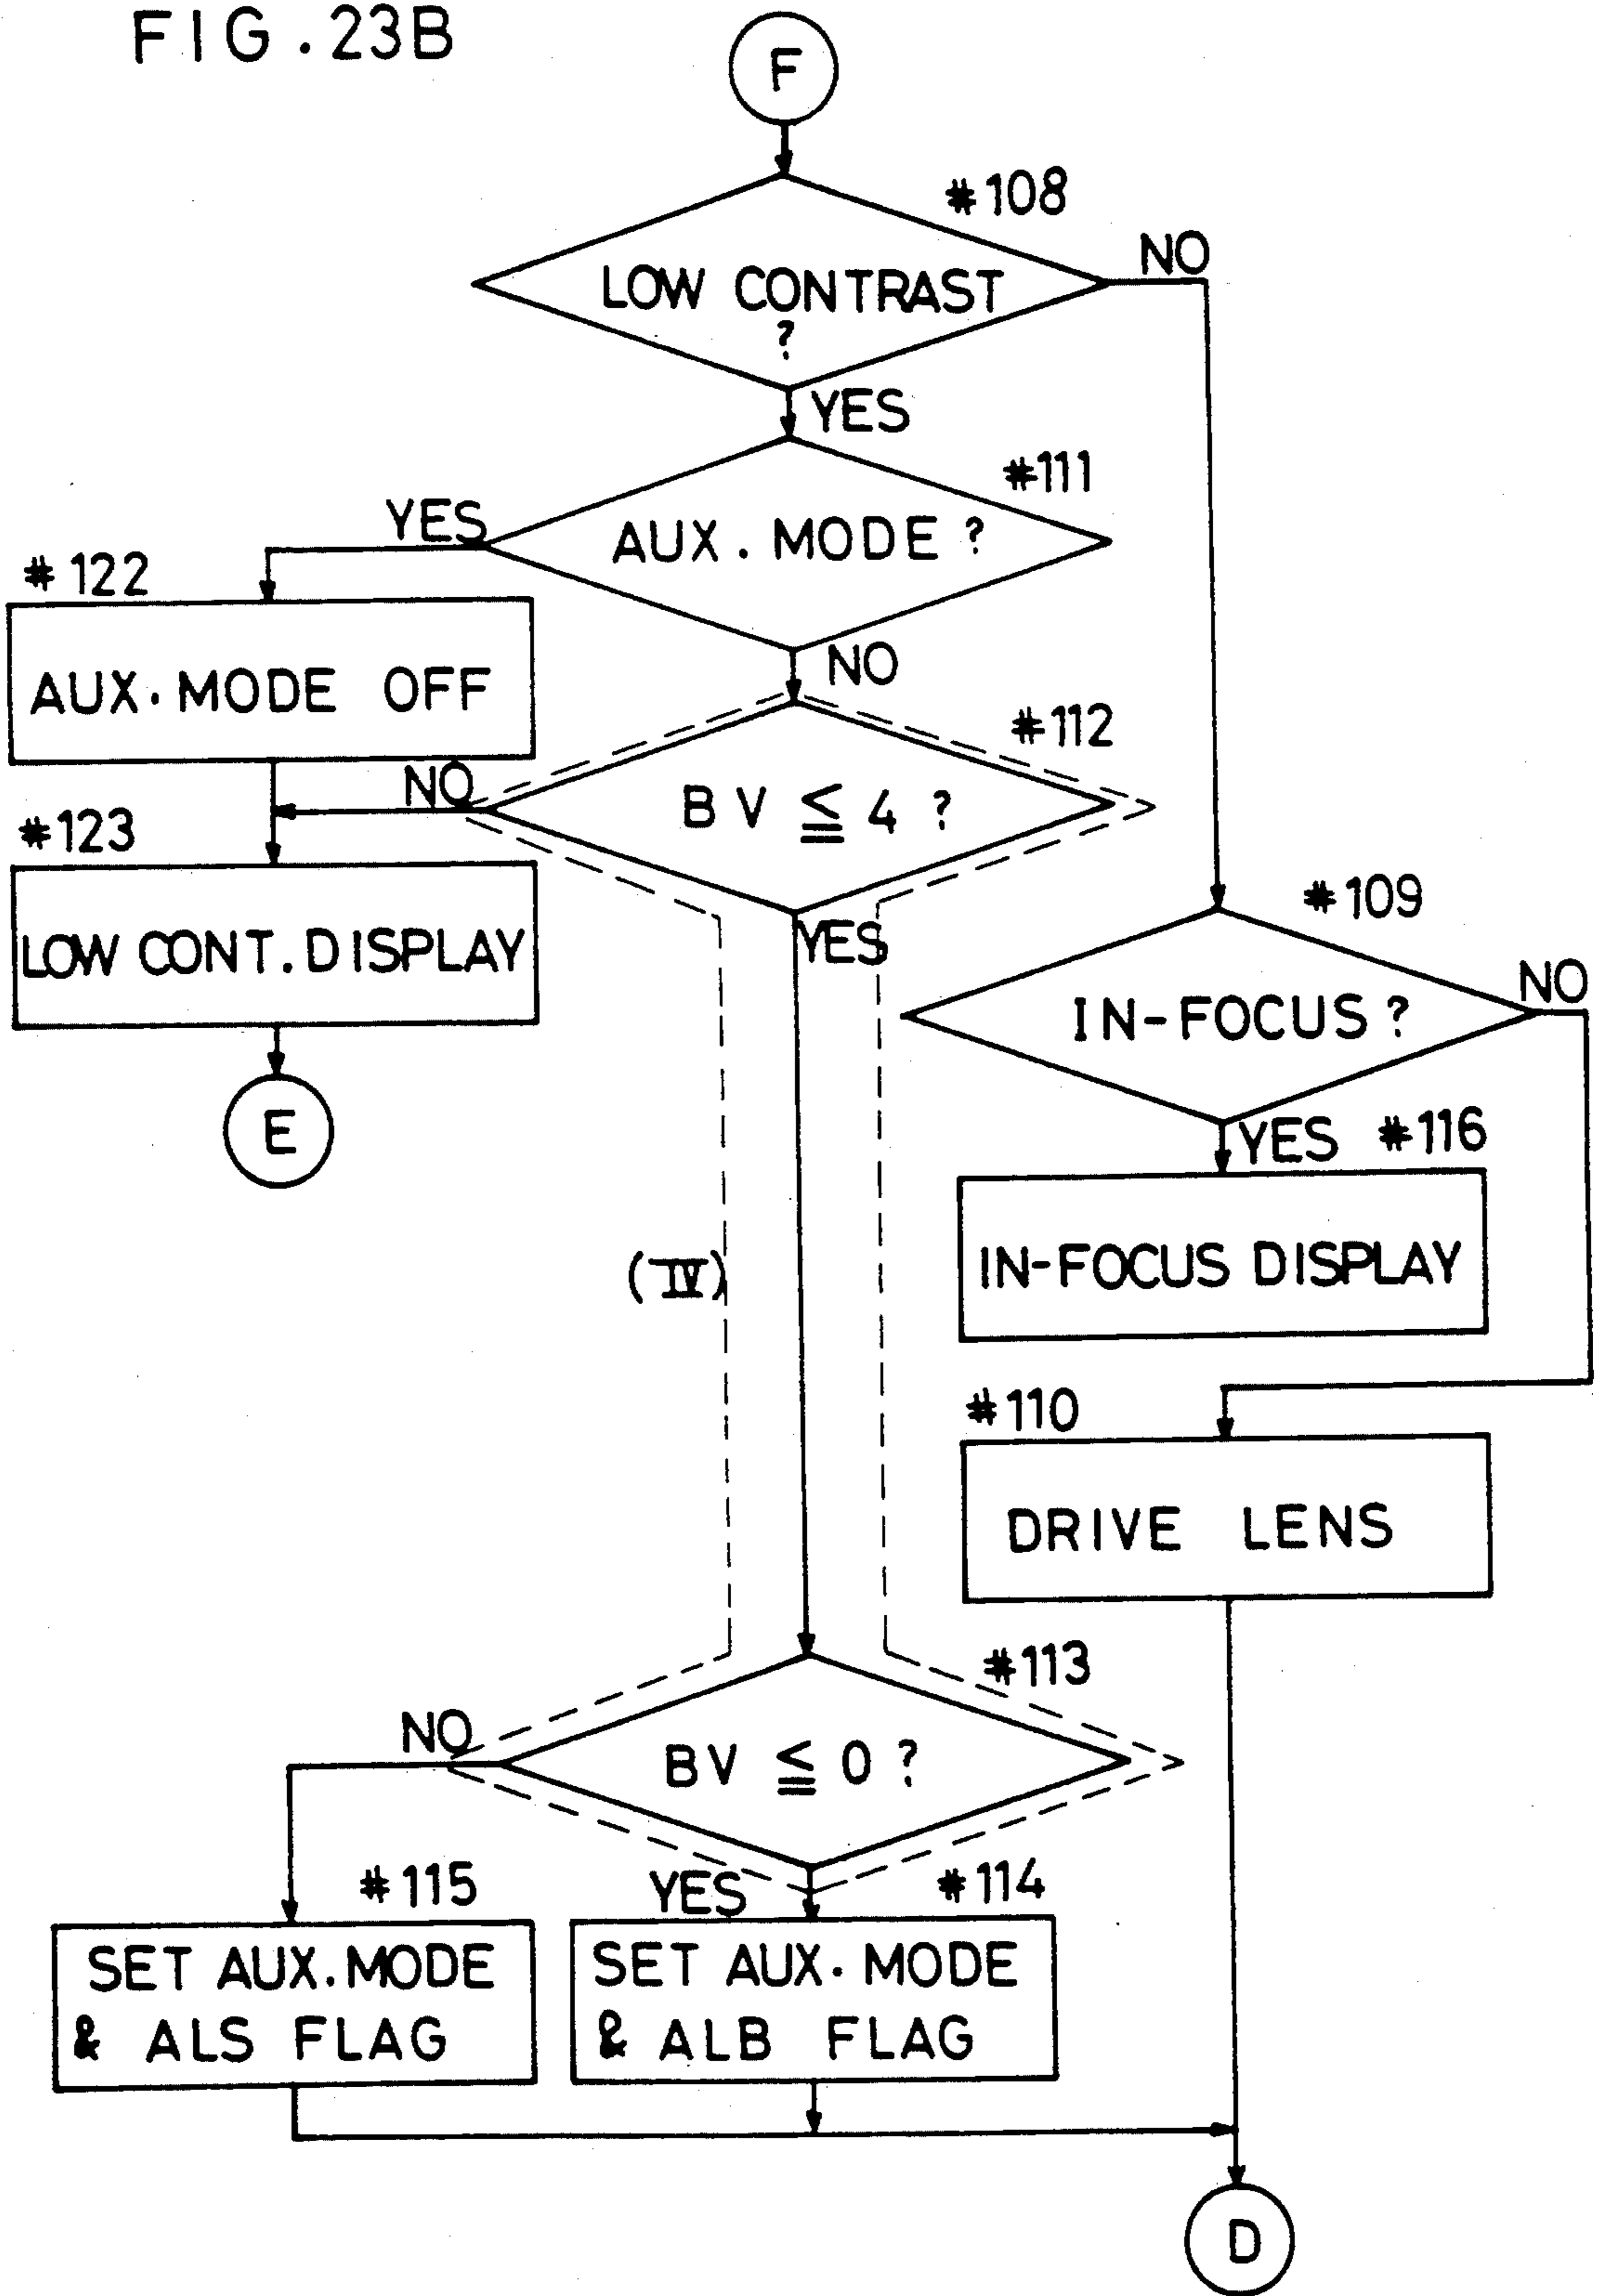 FIG.23B
F
#108
LOW CONTRAST
?
NO
YES
#111
AUX. MODE ?
YES
NO
#122
AUX.MODE OFF
#112
BV ≦ 4 ?
NO
YES
#123
LOW CONT.DISPLAY
E
#109
IN-FOCUS ?
NO
YES
#116
IN-FOCUS DISPLAY
(IV)
#110
DRIVE LENS
#113
BV ≦ 0 ?
NO
YES
#115
SET AUX.MODE
& ALS FLAG
#114
SET AUX. MODE
& ALB FLAG
D